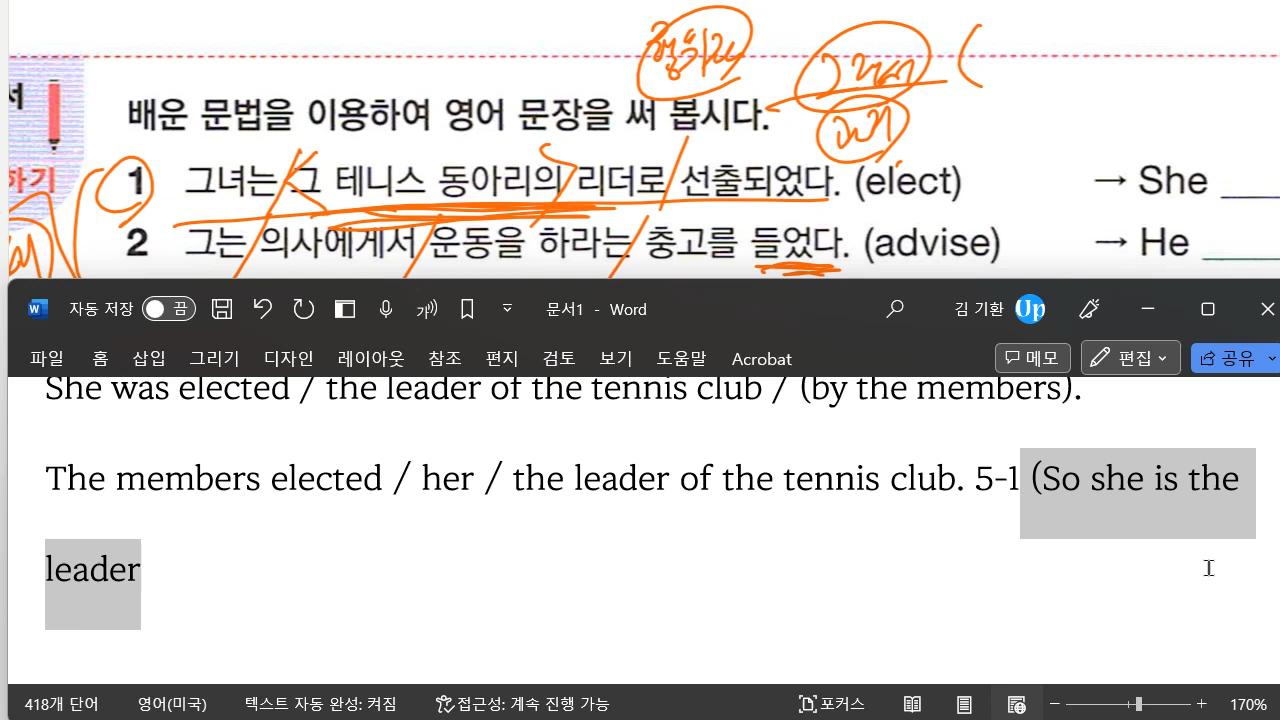 배운 문법을 이용하여 영어 문장을 써 봅시다.
하기
1 그녀는 그 테니스 동아리의 리더로 선출되었다. (elect) → She
2 그는 의사에게서 운동을 하라는 충고를 들었다. (advise) → He
자동 저장 끔 문서1 - Word 김 기환 Up
파일 홈 삽입 그리기 디자인 레이아웃 참조 편지 검토 보기 도움말 Acrobat 메모 편집 공유
She was elected / the leader of the tennis club / (by the members).
The members elected / her / the leader of the tennis club. 5-1 (So she is the
leader
418개 단어 영어(미국) 텍스트 자동 완성: 켜짐 접근성: 계속 진행 가능 포커스 170%